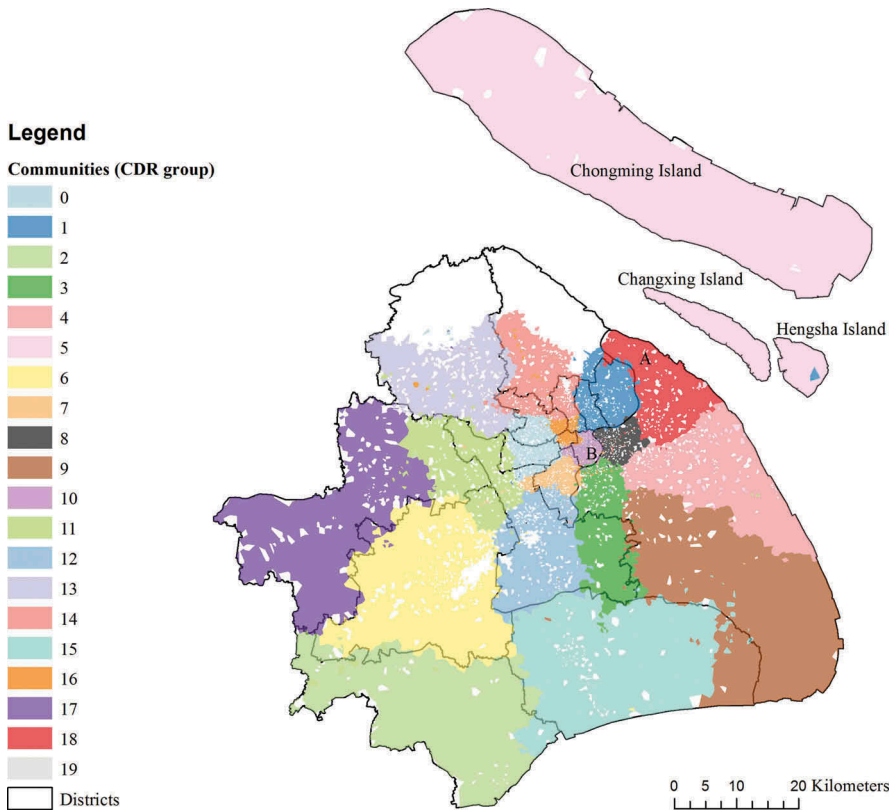 Legend
Communities (CDR group)
0
1
2
3
4
5
6
7
8
9
10
11
12
13
14
15
16
17
18
19
Districts
Chongming Island
Changxing Island
Hengsha Island
A
B
0 5 10 20 Kilometers